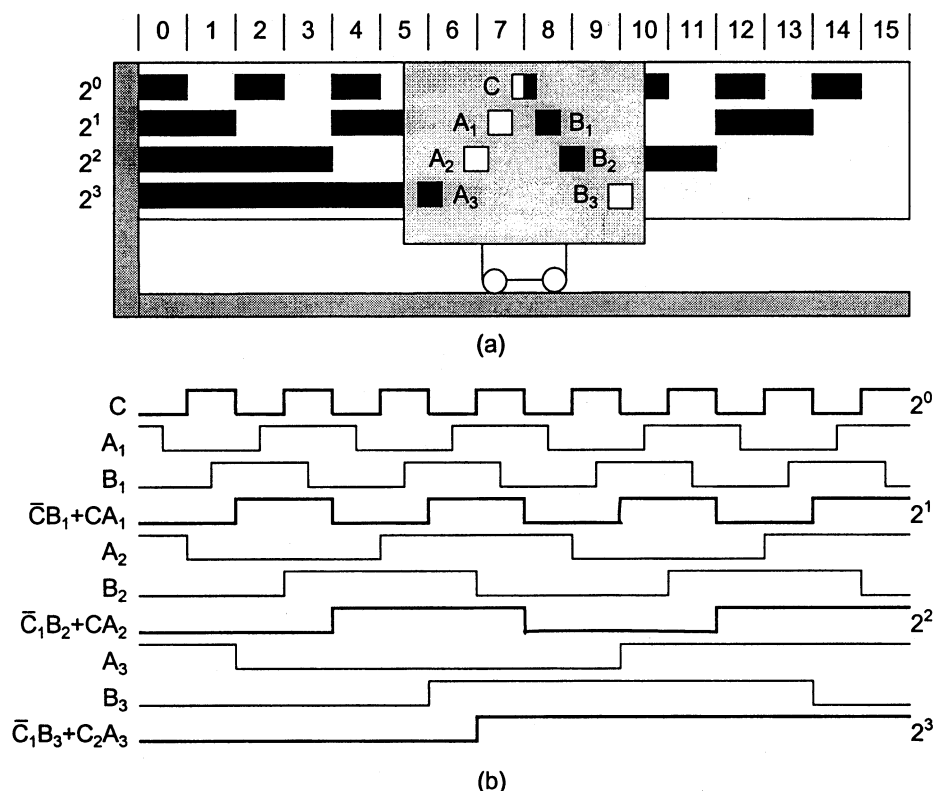 0 1 2 3 4 5 6 7 8 9 10 11 12 13 14 15
2⁰ C
2¹ A₁ B₁
2² A₂ B₂
2³ A₃ B₃
(a)
C 2⁰
A₁
B₁
C̅B₁+CA₁ 2¹
A₂
B₂
C̅₁B₂+CA₂ 2²
A₃
B₃
C̅₁B₃+C₂A₃ 2³
(b)